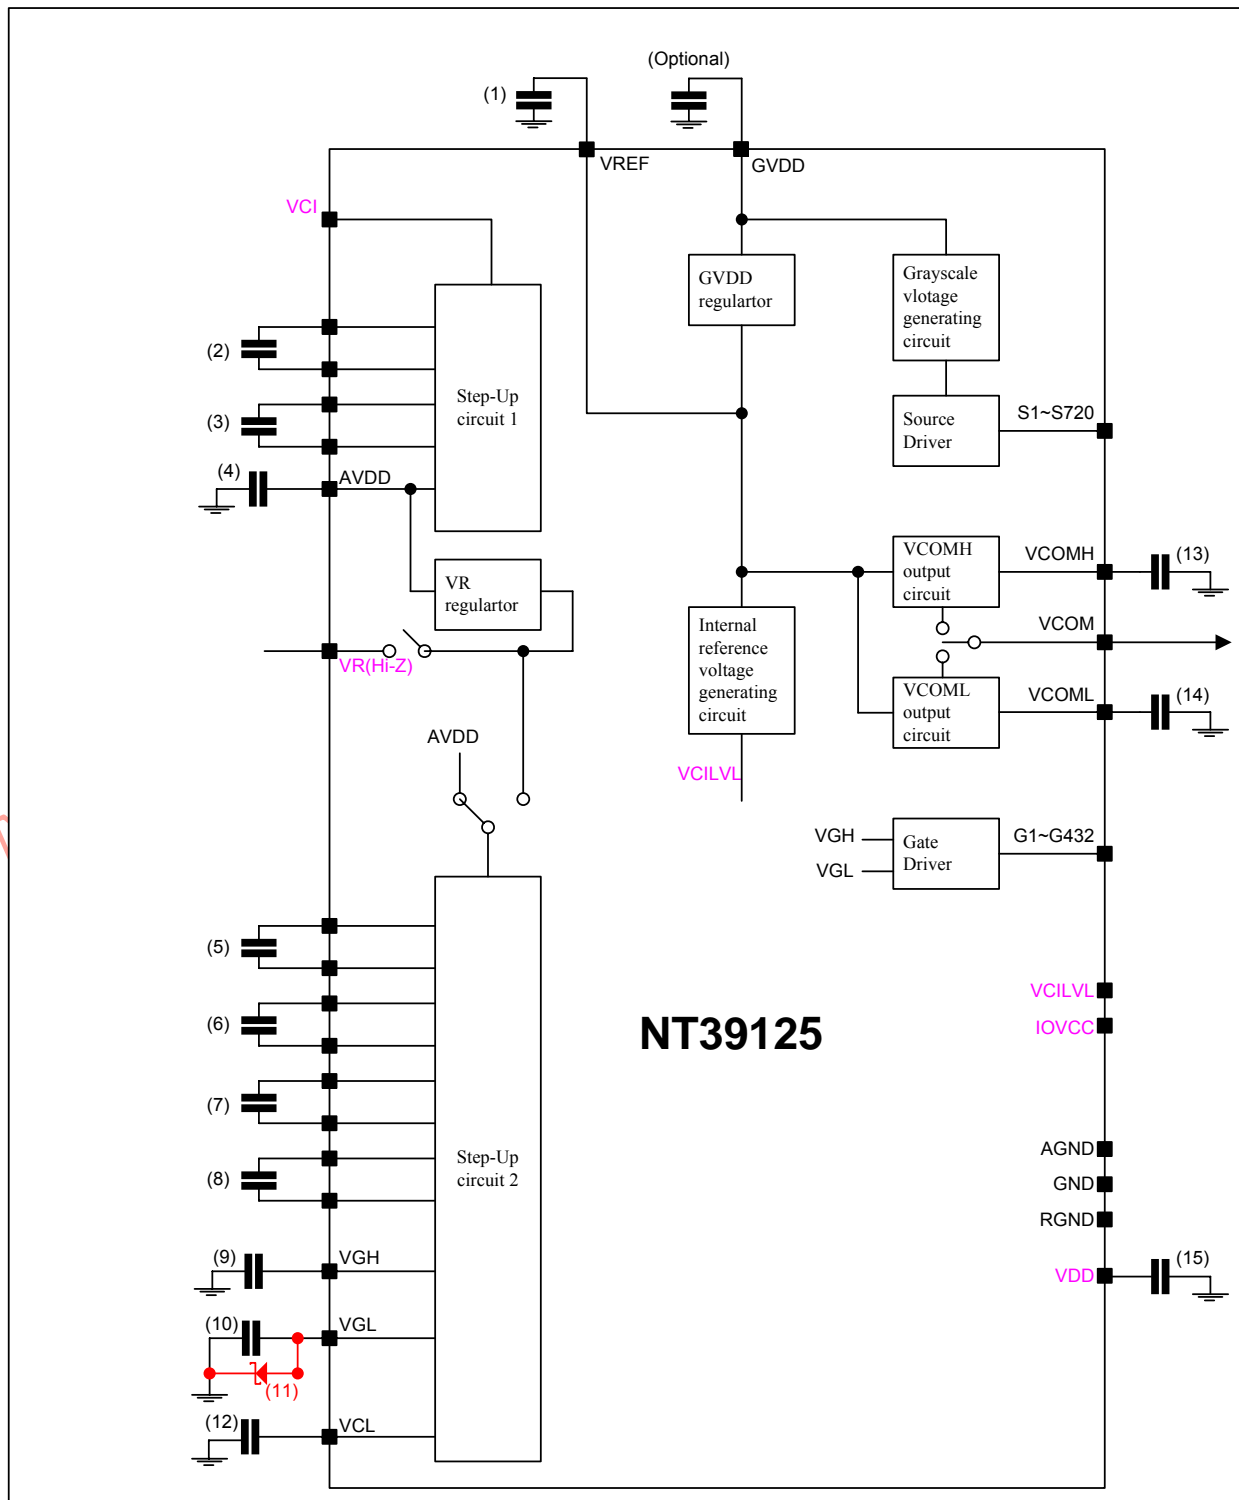 (Optional)
(1)
VREF
GVDD
VCI
GVDD
regulartor
Grayscale
vlotage
generating
circuit
(2)
Step-Up
circuit 1
(3)
Source
Driver
S1~S720
(4)
AVDD
VR
regulartor
VCOMH
output
circuit
VCOMH
(13)
VR(Hi-Z)
Internal
reference
voltage
generating
circuit
VCOM
VCOML
output
circuit
VCOML
(14)
AVDD
VCILVL
VGH
VGL
Gate
Driver
G1~G432
(5)
(6)
NT39125
VCILVL
IOVCC
(7)
(8)
Step-Up
circuit 2
AGND
GND
RGND
(9)
VGH
VDD
(15)
(10)
VGL
(11)
(12)
VCL